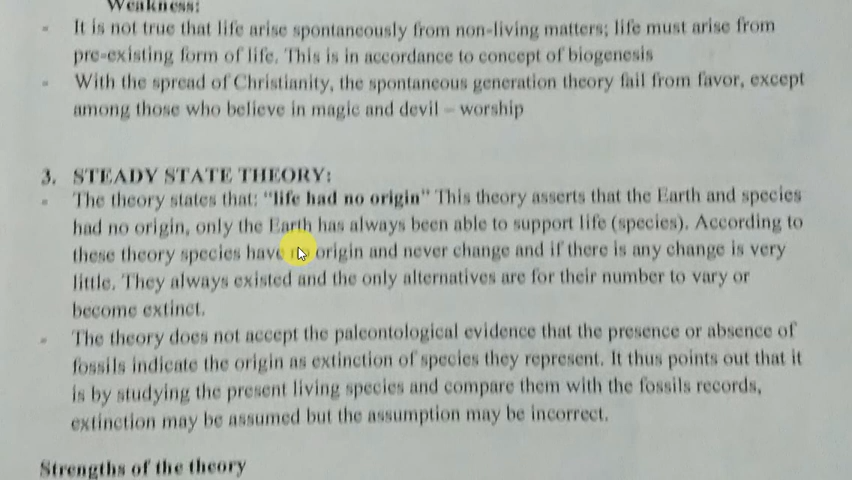 Weakness:
- It is not true that life arise spontaneously from non-living matters; life must arise from
pre-existing form of life. This is in accordance to concept of biogenesis
- With the spread of Christianity, the spontaneous generation theory fail from favor, except
among those who believe in magic and devil – worship
3. STEADY STATE THEORY:
- The theory states that: "life had no origin" This theory asserts that the Earth and species
had no origin, only the Earth has always been able to support life (species). According to
these theory species have origin and never change and if there is any change is very
little. They always existed and the only alternatives are for their number to vary or
become extinct.
- The theory does not accept the paleontological evidence that the presence or absence of
fossils indicate the origin as extinction of species they represent. It thus points out that it
is by studying the present living species and compare them with the fossils records,
extinction may be assumed but the assumption may be incorrect.
Strengths of the theory